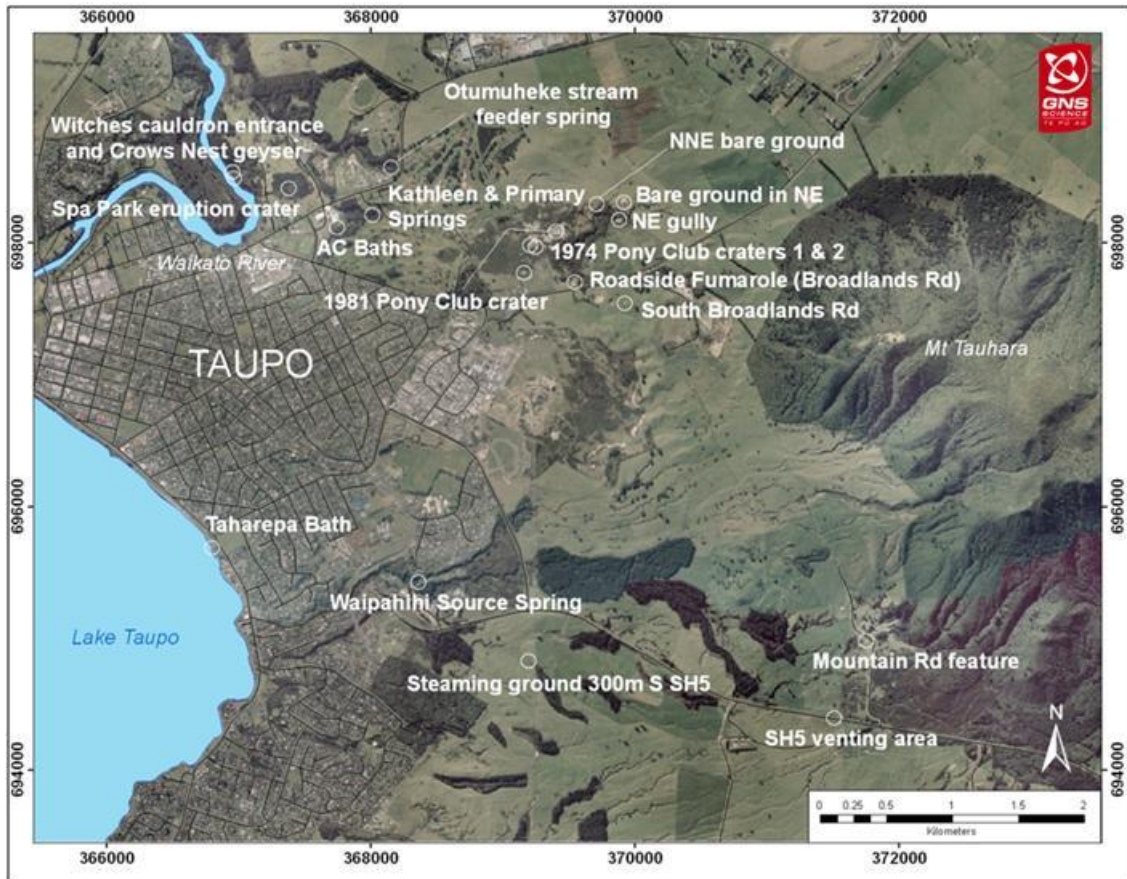 366000
368000
370000
372000
GNS
SCIENCE
TE PŪ AO
Otumuheke stream
feeder spring
Witches cauldron entrance
and Crows Nest geyser
NNE bare ground
Kathleen & Primary
Springs
Bare ground in NE
Spa Park eruption crater
NE gully
AC Baths
1974 Pony Club craters 1 & 2
698000
698000
Waikato River
Roadside Fumarole (Broadlands Rd)
1981 Pony Club crater
South Broadlands Rd
TAUPO
Mt Tauhara
696000
696000
Taharepa Bath
Waipahihi Source Spring
Lake Taupo
Mountain Rd feature
Steaming ground 300m S SH5
N
SH5 venting area
694000
694000
0 0.25 0.5 1 1.5 2
Kilometers
366000
368000
370000
372000